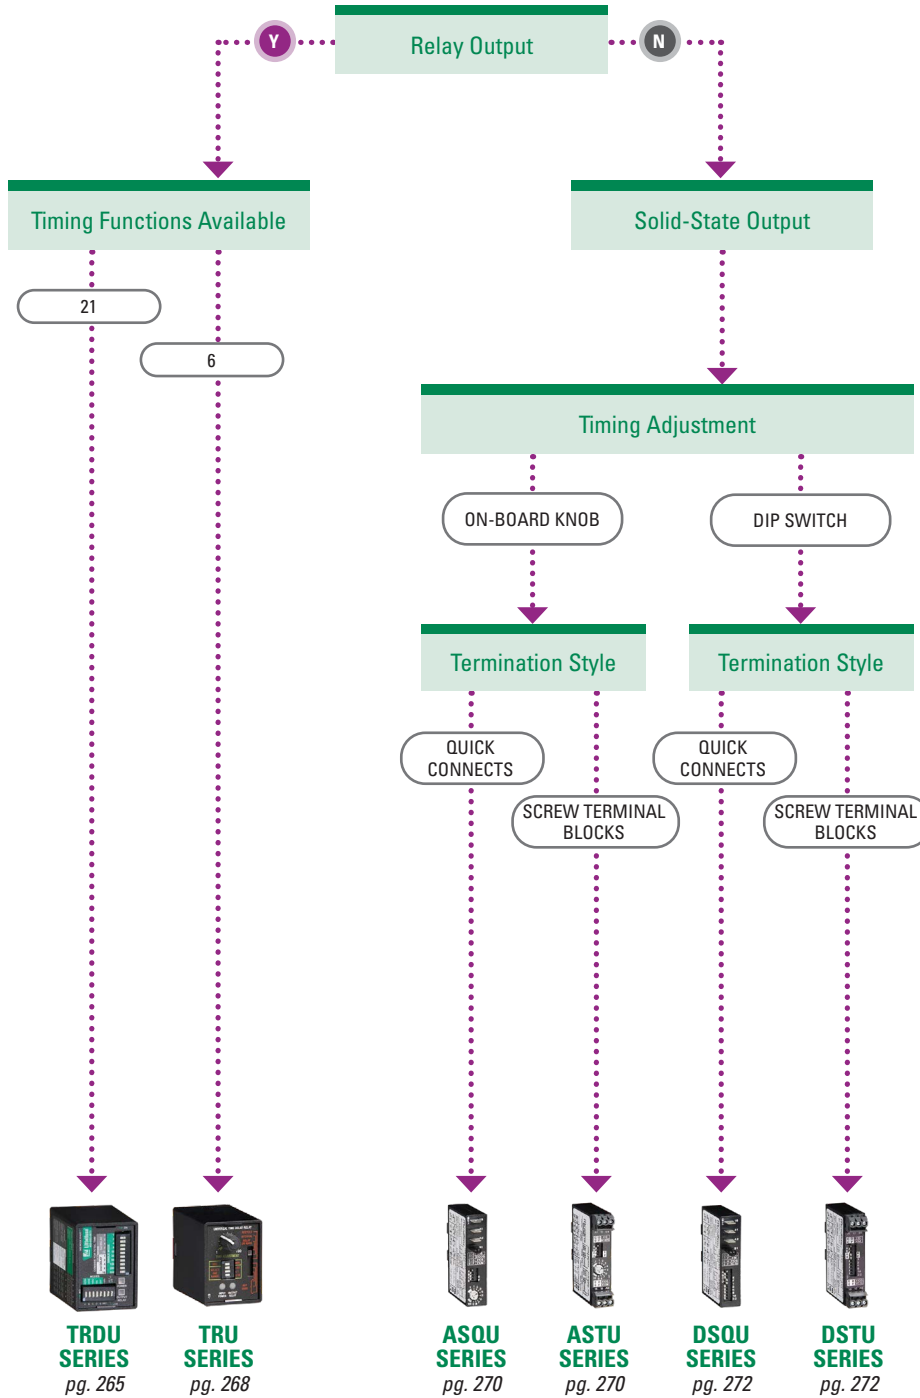 Y
Relay Output
N
Timing Functions Available
Solid-State Output
21
6
Timing Adjustment
ON-BOARD KNOB
DIP SWITCH
Termination Style
Termination Style
QUICK
CONNECTS
SCREW TERMINAL
BLOCKS
QUICK
CONNECTS
SCREW TERMINAL
BLOCKS
TRDU
SERIES
pg. 265
TRU
SERIES
pg. 268
ASQU
SERIES
pg. 270
ASTU
SERIES
pg. 270
DSQU
SERIES
pg. 272
DSTU
SERIES
pg. 272